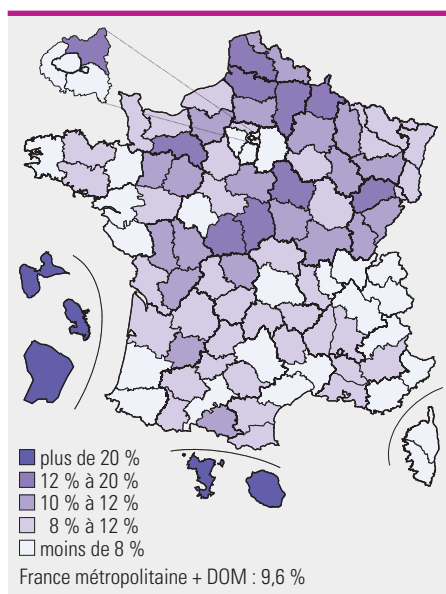 plus de 20 %
12 % à 20 %
10 % à 12 %
8 % à 12 %
moins de 8 %
France métropolitaine + DOM : 9,6 %